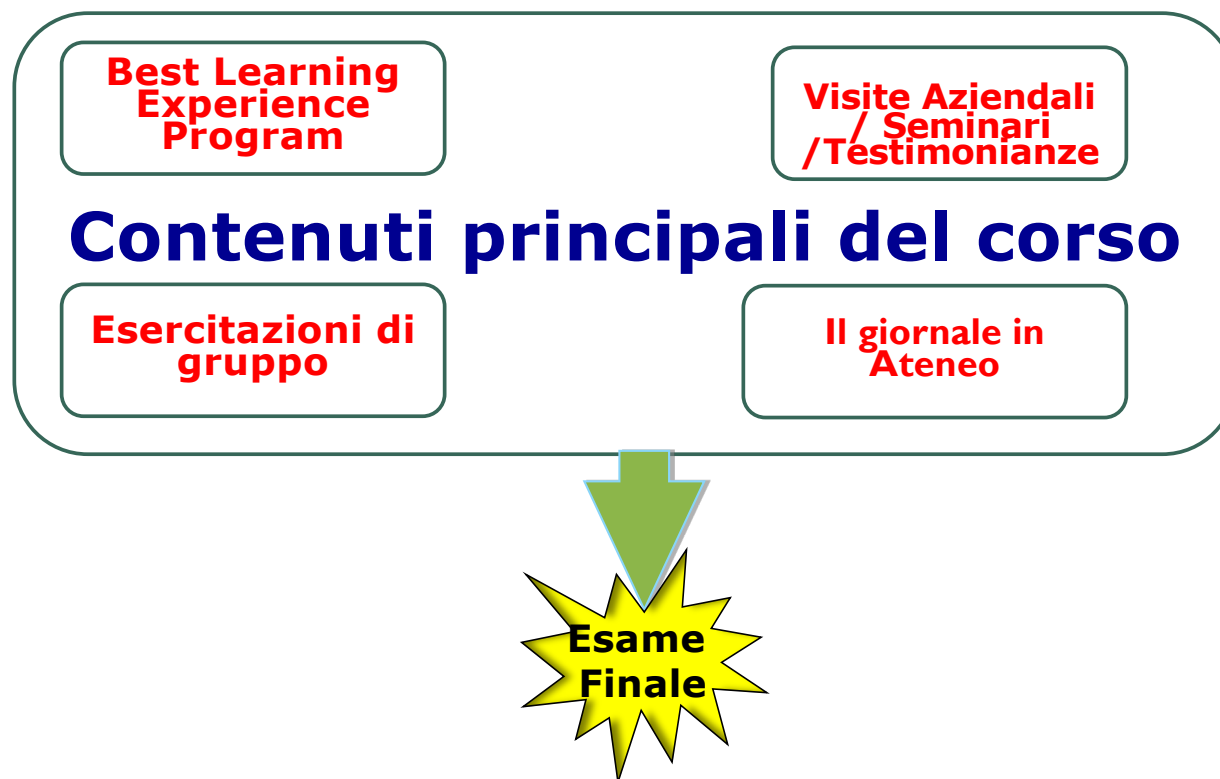 Best Learning
Experience
Program
Visite Aziendali
/ Seminari
/Testimonianze
Contenuti principali del corso
Esercitazioni di
gruppo
Il giornale in
Ateneo
Esame
Finale